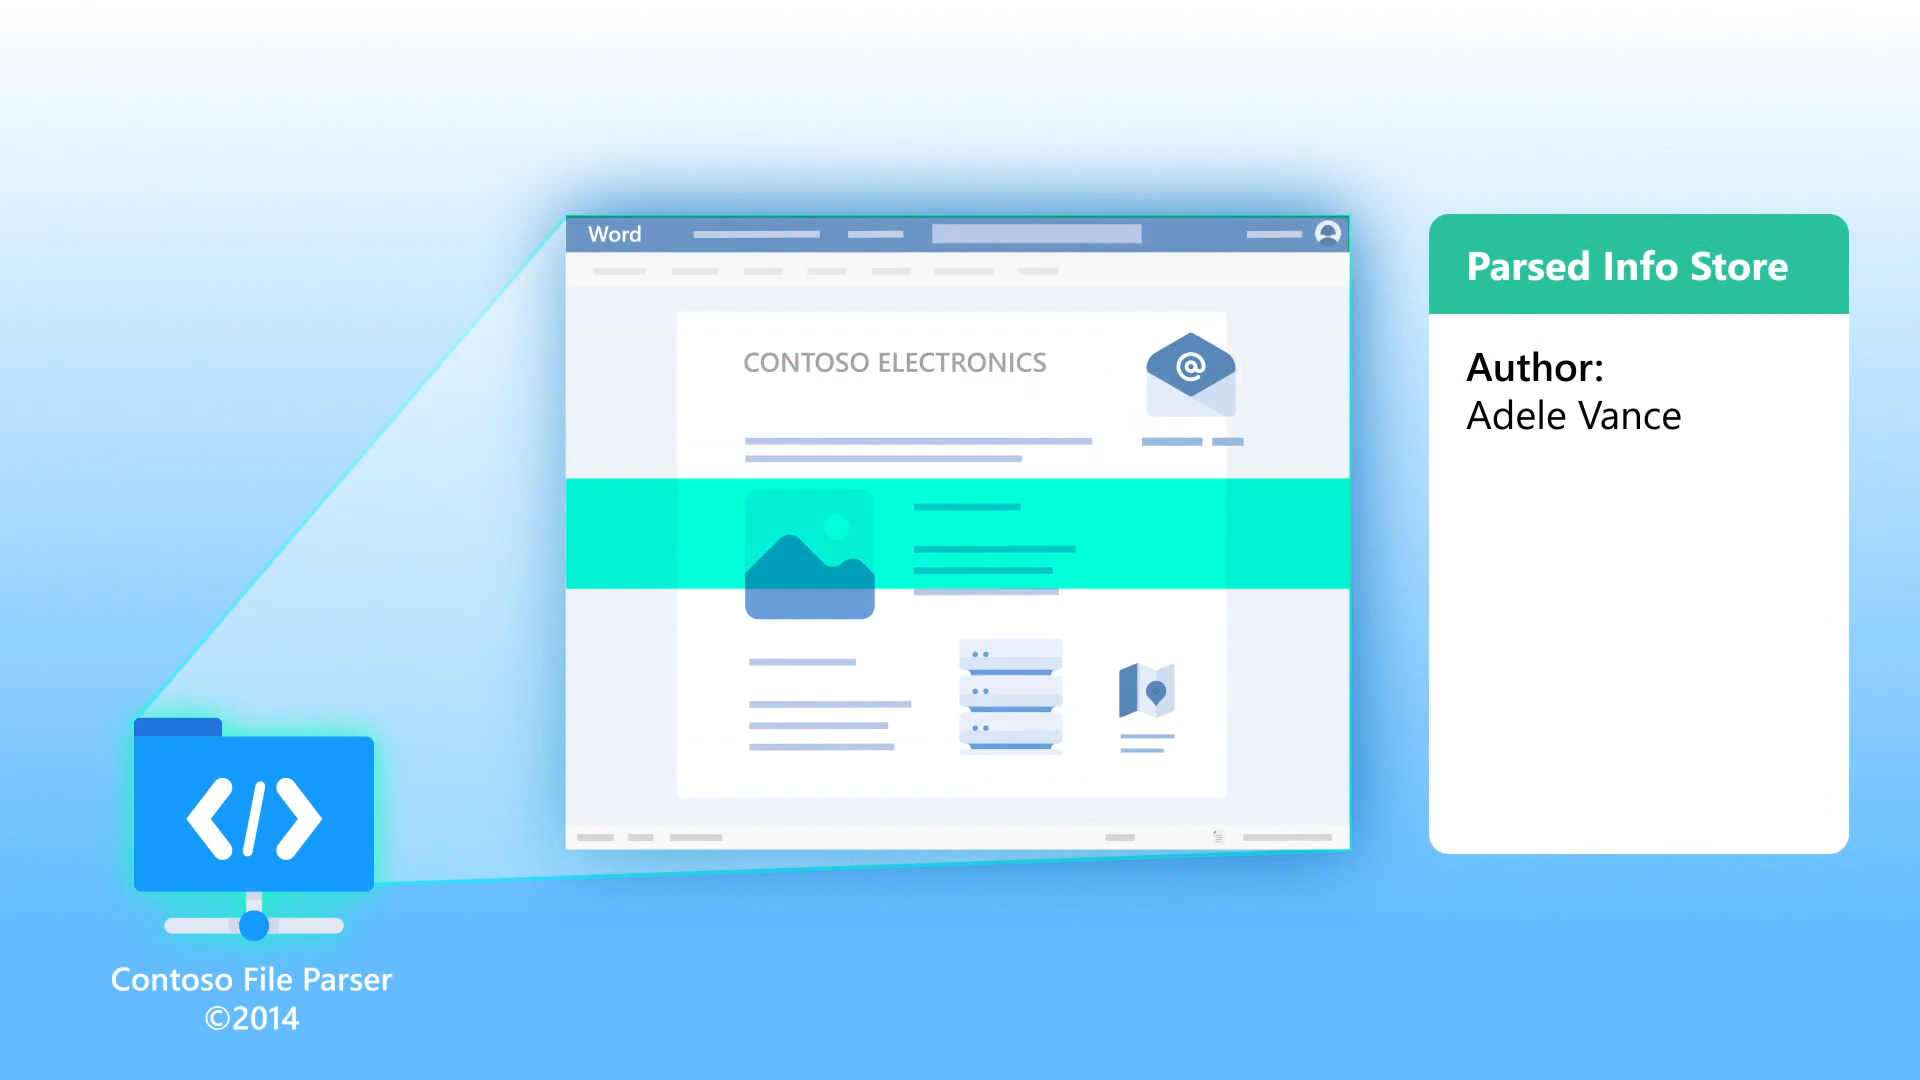 Word
CONTOSO ELECTRONICS
Parsed Info Store
Author:
Adele Vance
Contoso File Parser
©2014